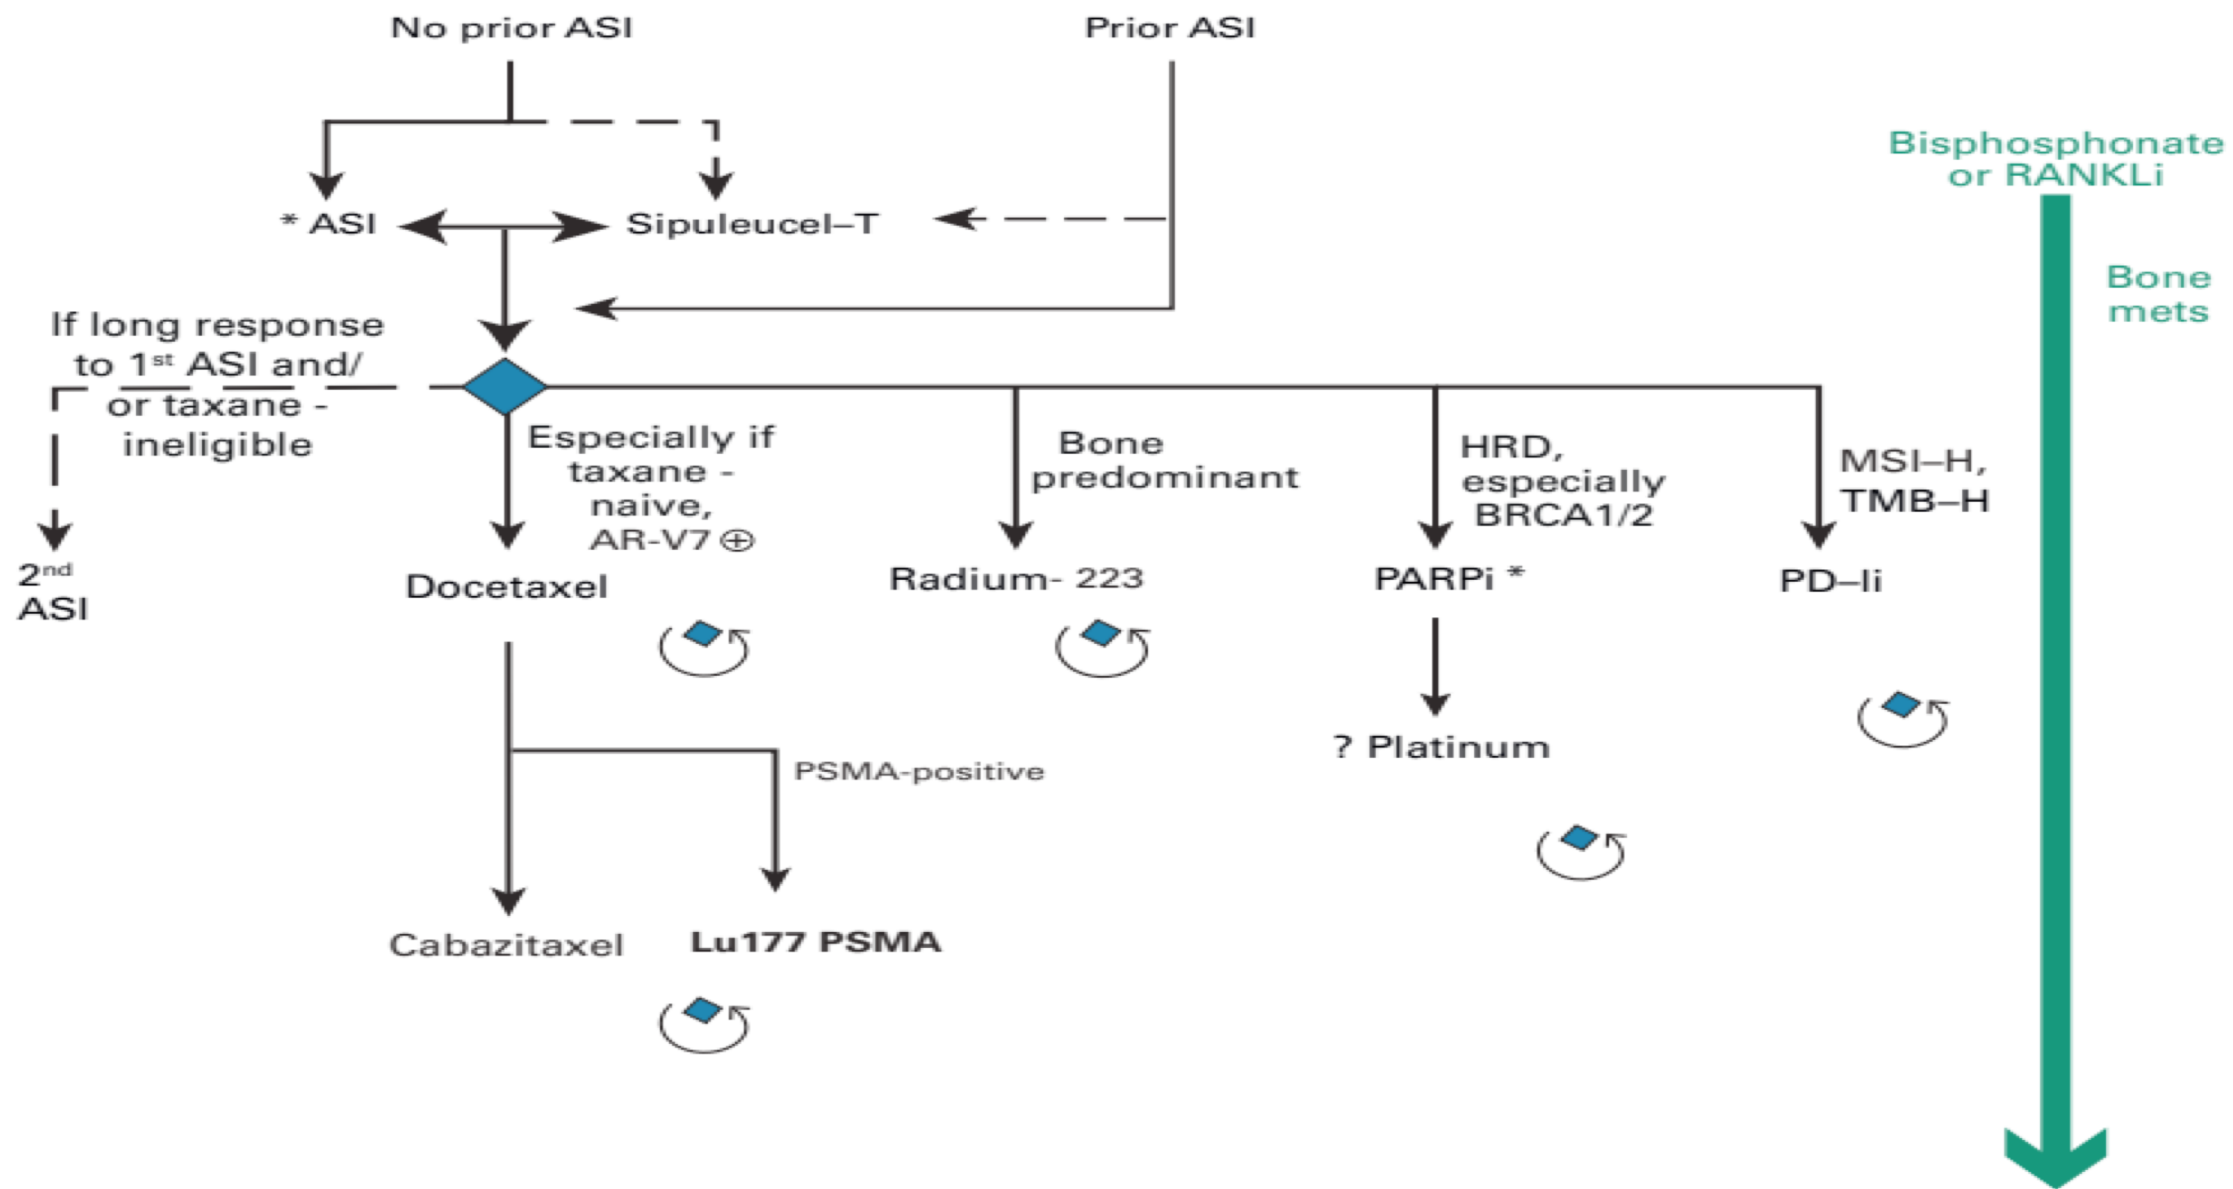 No prior ASI
Prior ASI
Bisphosphonate
or RANKLi
* ASI
Sipuleucel–T
Bone
mets
If long response
to 1st ASI and/
or taxane -
ineligible
Especially if
taxane -
naive,
AR-V7 ⊕
Bone
predominant
HRD,
especially
BRCA1/2
MSI–H,
TMB–H
2nd
ASI
Docetaxel
Radium- 223
PARPi *
PD–Ii
? Platinum
PSMA-positive
Cabazitaxel
Lu177 PSMA